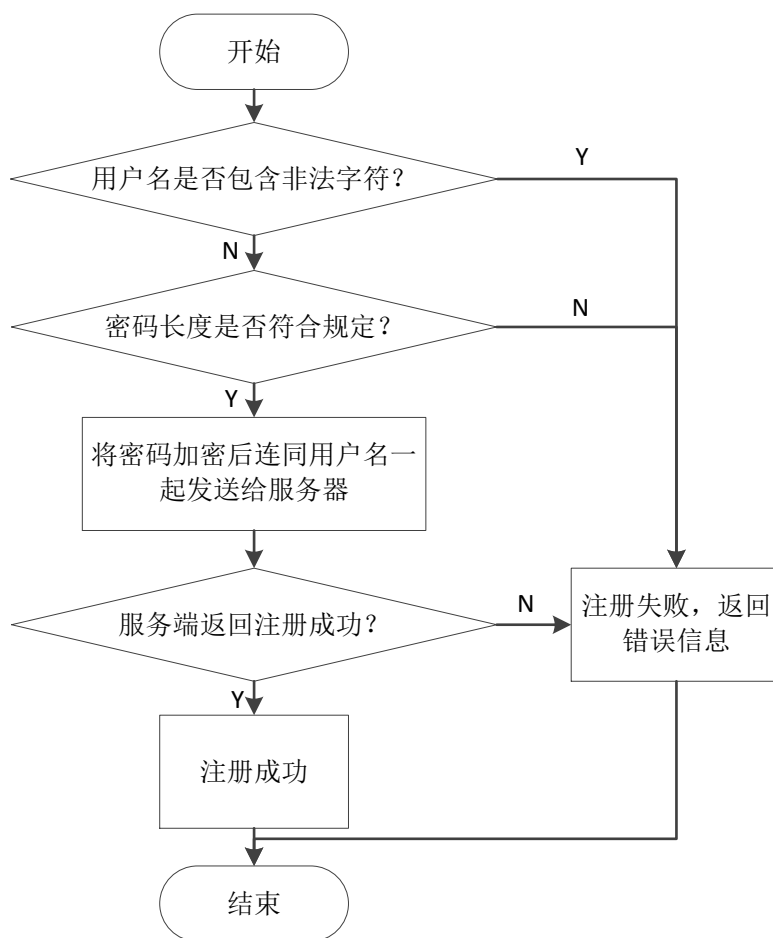 开始
用户名是否包含非法字符？
Y
N
密码长度是否符合规定？
N
Y
将密码加密后连同用户名一
起发送给服务器
服务端返回注册成功？
N
注册失败，返回
错误信息
Y
注册成功
结束